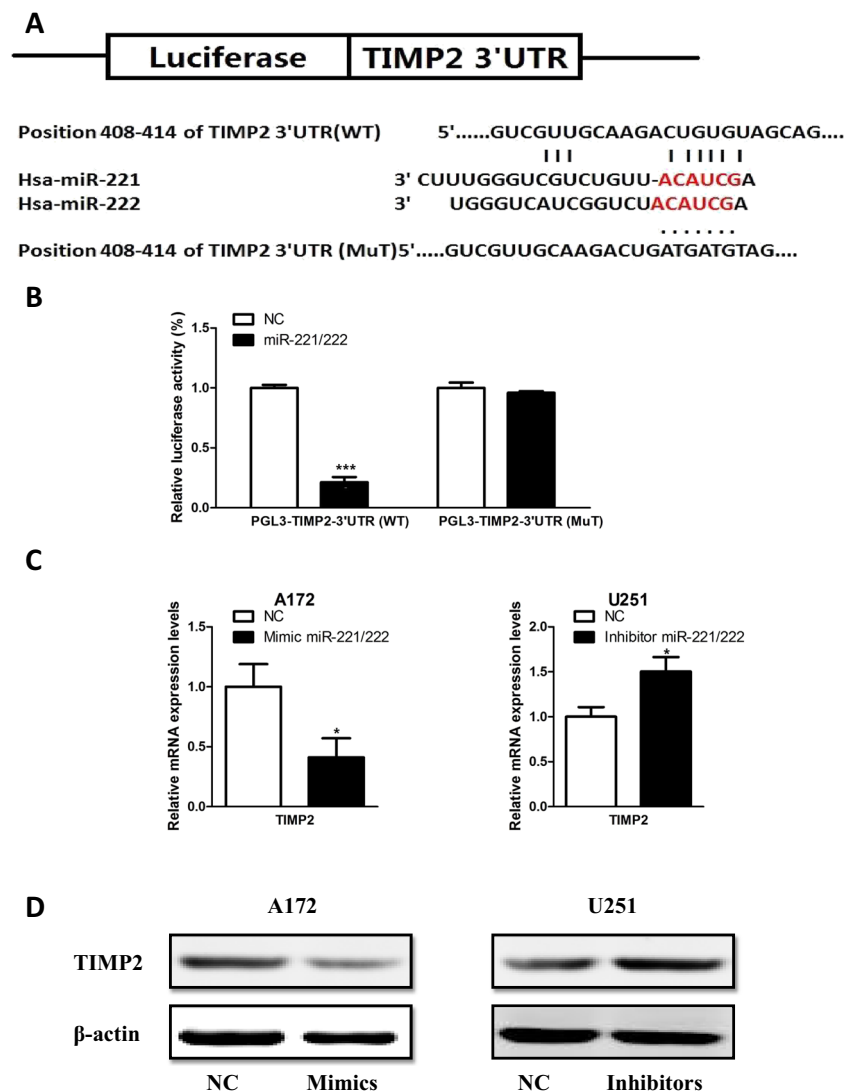 A
Luciferase TIMP2 3'UTR
Position 408-414 of TIMP2 3'UTR(WT) 5'......GUCGUUGCAAGACUGUGUAGCAG....
Hsa-miR-221 3' CUUUGGGUCGUCUGUU-ACAUCGA
Hsa-miR-222 3' UGGGUCAUCGGUCUACAUCGA
Position 408-414 of TIMP2 3'UTR (MuT)5'.....GUCGUUGCAAGACUGATGATGTAG....
B
NC
miR-221/222
Relative luciferase activity (%)
1.5
1.0
0.5
0.0
***
PGL3-TIMP2-3'UTR (WT) PGL3-TIMP2-3'UTR (MuT)
C
A172
NC
Mimic miR-221/222
Relative mRNA expression levels
1.5
1.0
0.5
0.0
*
TIMP2
U251
NC
Inhibitor miR-221/222
Relative mRNA expression levels
2.0
1.5
1.0
0.5
0.0
*
TIMP2
D
A172 U251
TIMP2
β-actin
NC Mimics NC Inhibitors